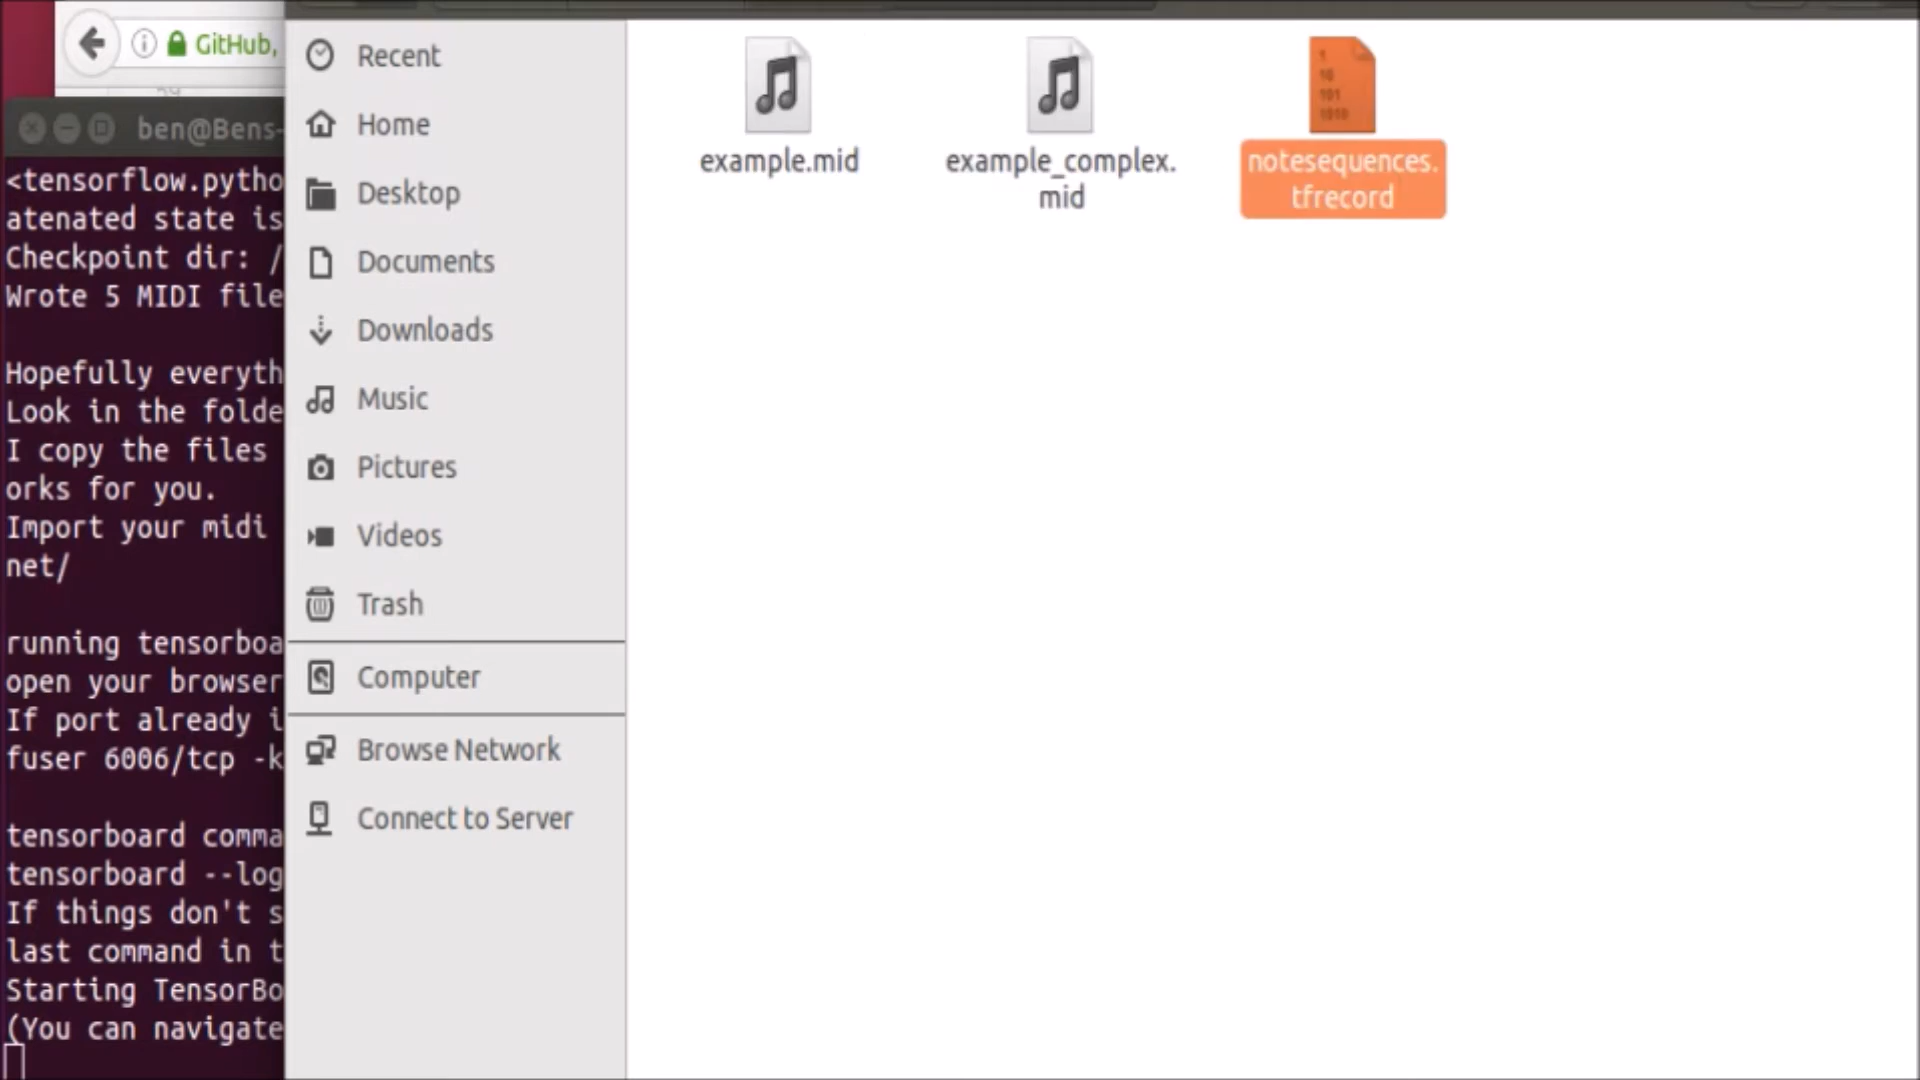 GitHub,
ben@Bens-
<tensorflow.pytho
atenated state is
Checkpoint dir: /
Wrote 5 MIDI file
Hopefully everyth
Look in the folde
I copy the files
orks for you.
Import your midi
net/
running tensorboa
open your browser
If port already i
fuser 6006/tcp -k
tensorboard comma
tensorboard --log
If things don't s
last command in t
Starting TensorBo
(You can navigate
Recent
Home
Desktop
Documents
Downloads
Music
Pictures
Videos
Trash
Computer
Browse Network
Connect to Server
example.mid
example_complex.
mid
1
10
101
1010
notesequences.
tfrecord